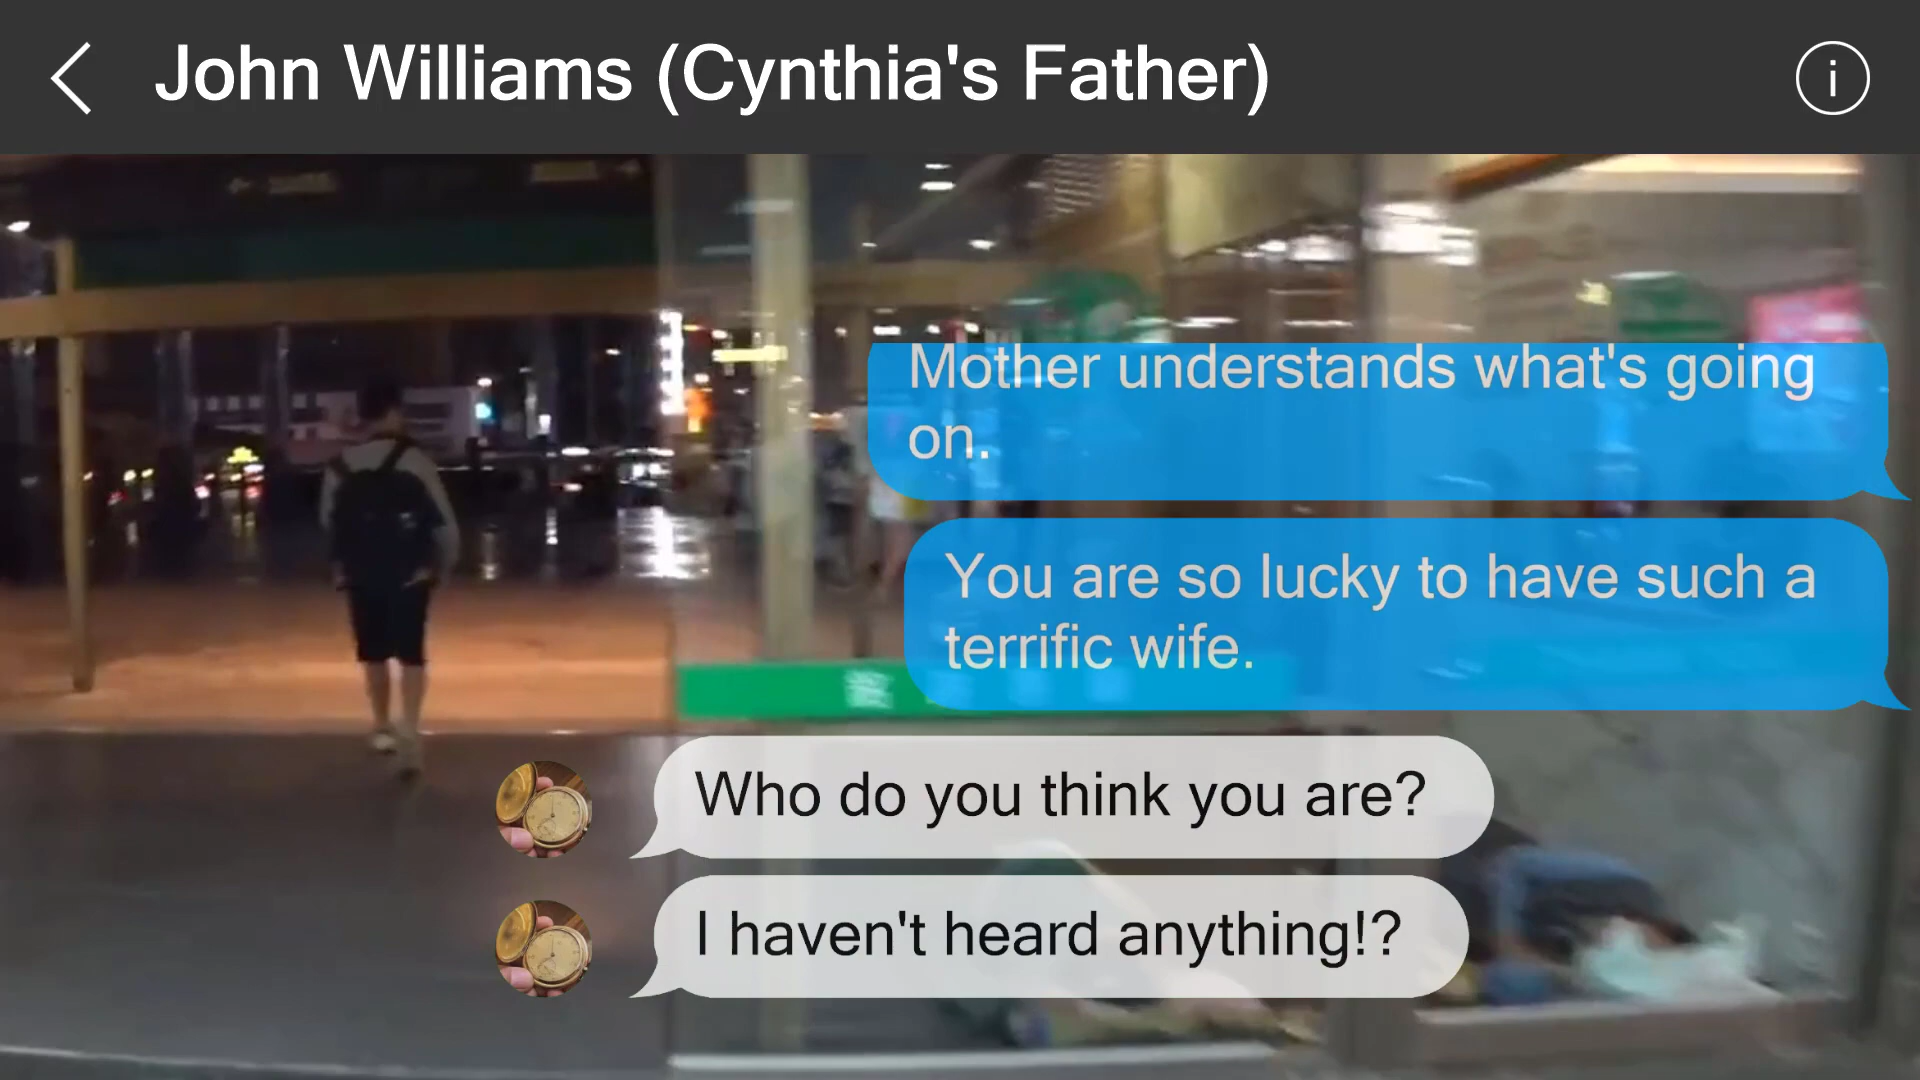 John Williams (Cynthia's Father)
Mother understands what's going
on.
You are so lucky to have such a
terrific wife.
Who do you think you are?
I haven't heard anything!?